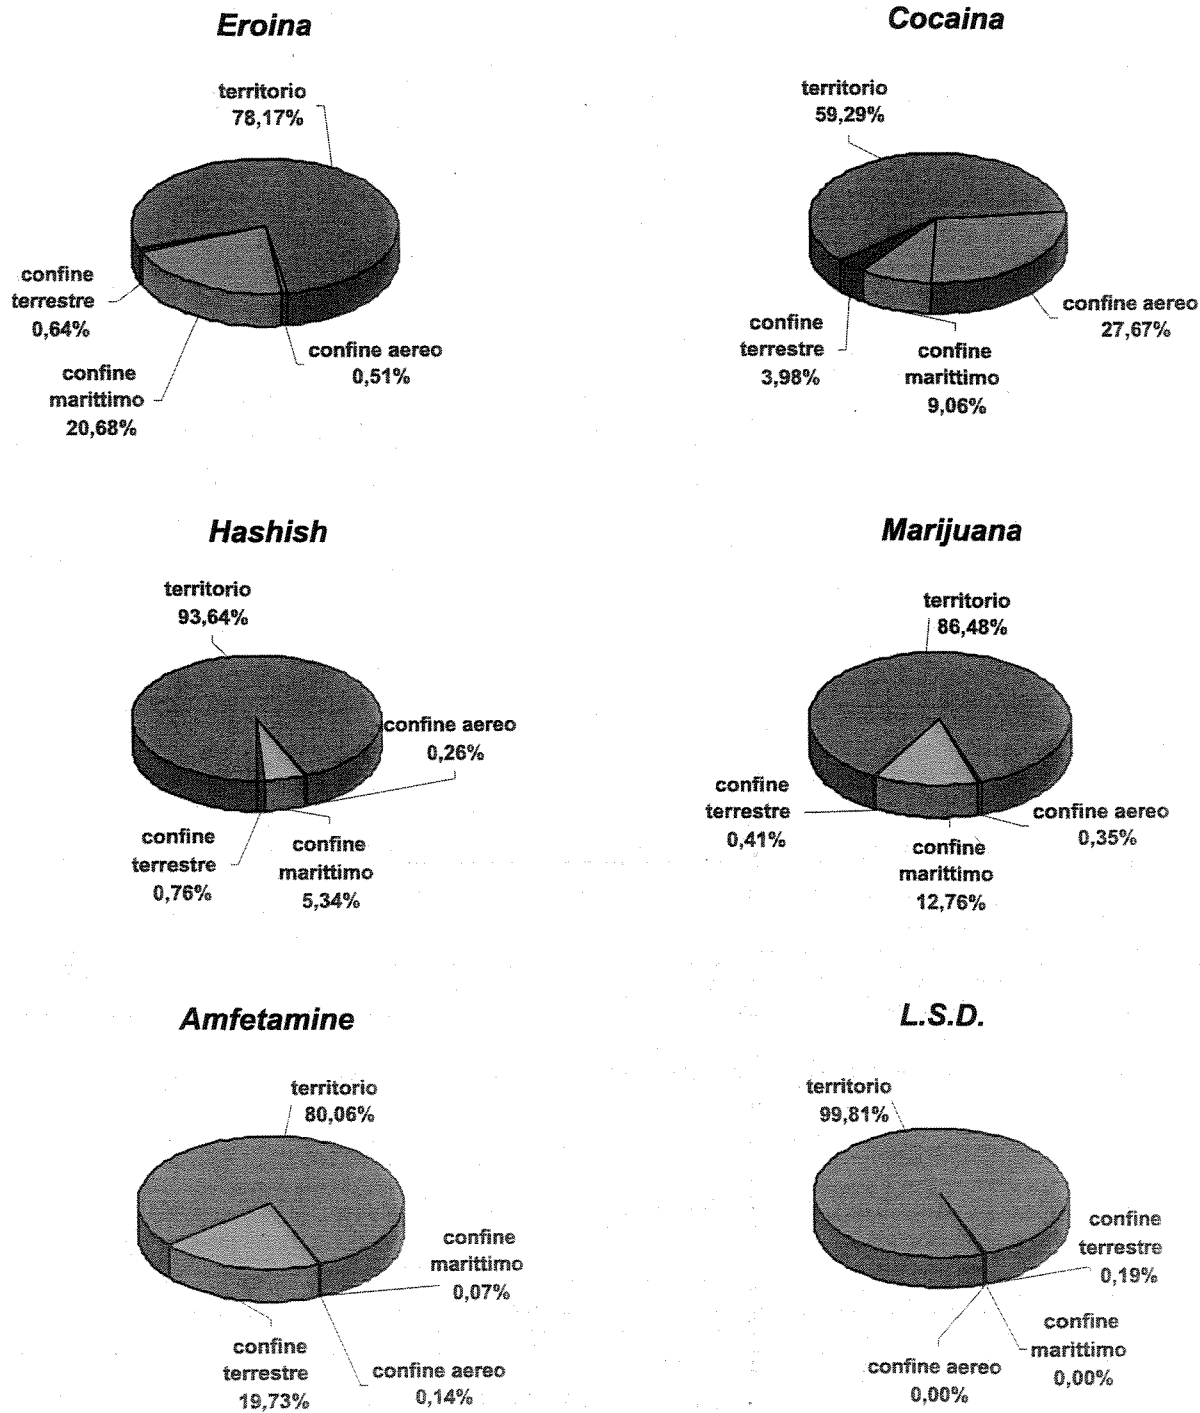 Eroina
territorio
78,17%
confine
terrestre
0,64%
confine
marittimo
20,68%
confine aereo
0,51%
Cocaina
territorio
59,29%
confine
terrestre
3,98%
confine
marittimo
9,06%
confine aereo
27,67%
Hashish
territorio
93,64%
confine aereo
0,26%
confine
terrestre
0,76%
confine
marittimo
5,34%
Marijuana
territorio
86,48%
confine
terrestre
0,41%
confine
marittimo
12,76%
confine aereo
0,35%
Amfetamine
territorio
80,06%
confine
marittimo
0,07%
confine
terrestre
19,73%
confine aereo
0,14%
L.S.D.
territorio
99,81%
confine
terrestre
0,19%
confine
marittimo
0,00%
confine aereo
0,00%